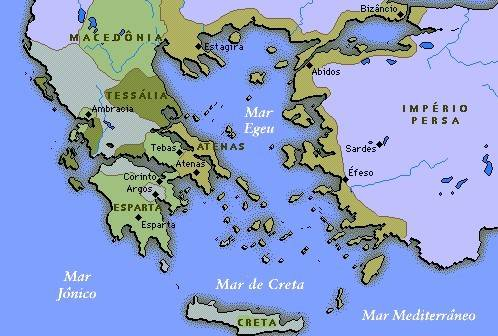 Bizâncio
MACEDÔNIA
Estagira
Abidos
TESSÁLIA
Ambracia
Mar
Egeu
IMPÉRIO
PERSA
Tebas
ATENAS
Atenas
Sardes
Corinto
Éfeso
Argos
ESPARTA
Esparta
Mar
Jônico
Mar de Creta
Mar Mediterrâneo
CRETA